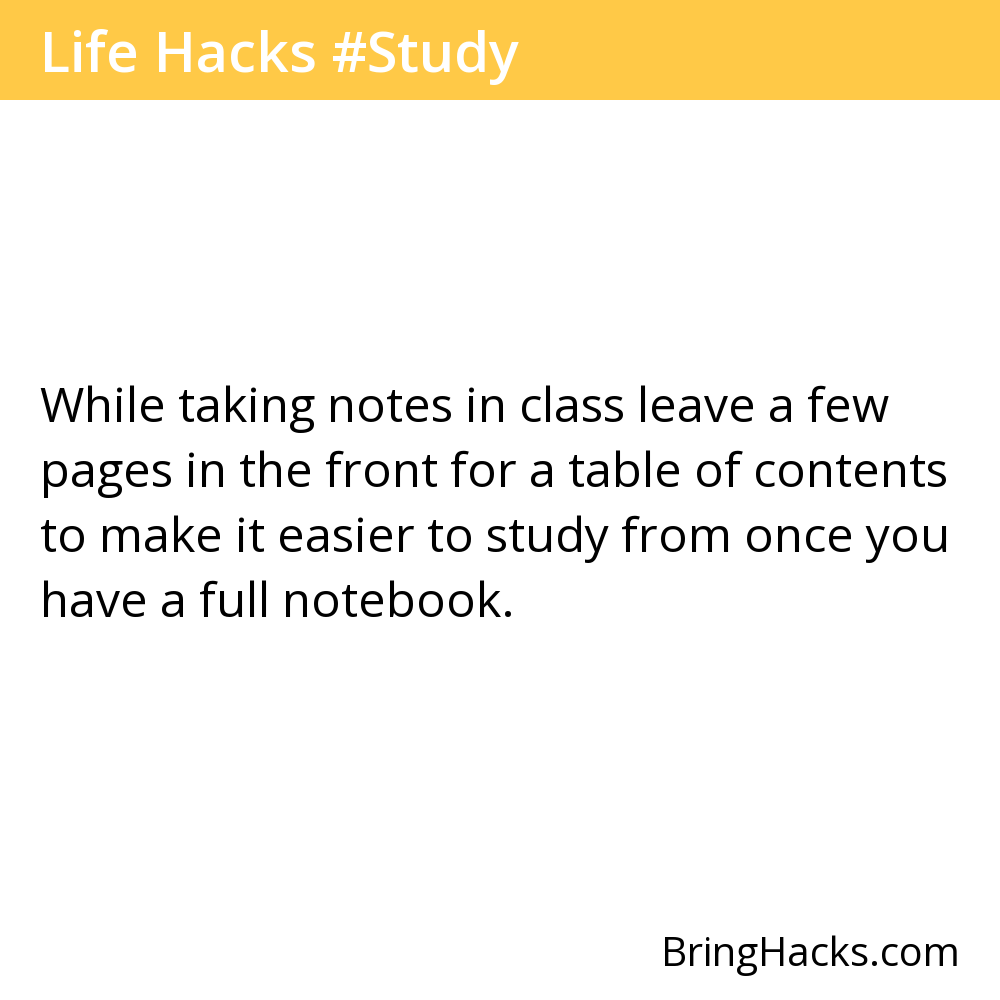 Life Hacks #Study
While taking notes in class leave a few
pages in the front for a table of contents
to make it easier to study from once you
have a full notebook.
BringHacks.com